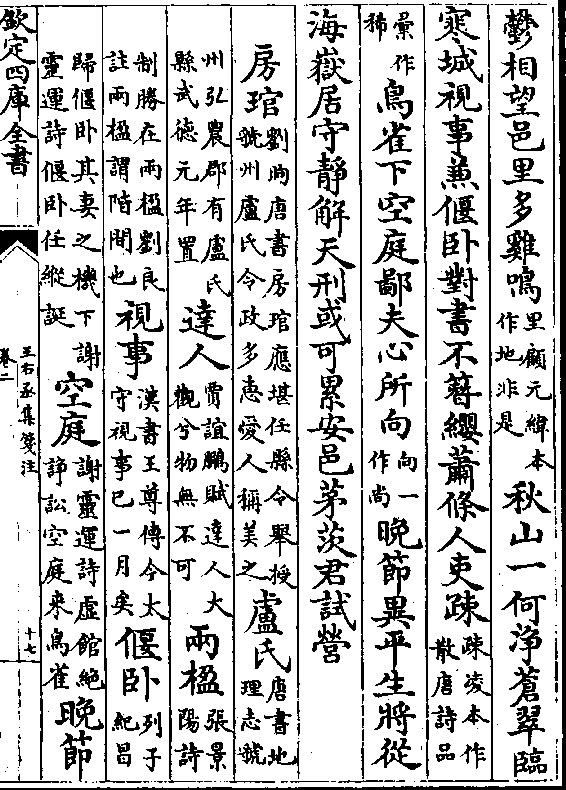 鬱相望邑里多雞鳴里顧元緯本作地非是秋山一何浄蒼翠臨
寒城視事兼偃卧對書不簪纓蕭條人吏疎疎凌本作散唐詩品
彚作稀鳥雀下空庭鄙夫心所向向一作尚晚節異平生將從
海嶽居守靜解天刑或可累安邑茅茨君試營
房琯劉昫唐書房琯應堪任縣令舉授虢州盧氏令政多惠愛人稱美之盧氏唐書地理志虢
州弘農郡有盧氏縣武德元年置達人賈誼鵬賦達人大觀兮物無不可兩楹張景陽詩
制勝在兩楹劉良註兩楹謂階間也視事漢書王尊傳今太守視事已一月矣偃卧列子紀昌
歸偃卧其妻之機下謝靈運詩偃卧任縱誕空庭謝靈運詩虛館絕諍訟空庭来鳥雀晚節
欽定四庫全書
王右丞集箋注
卷二
十七